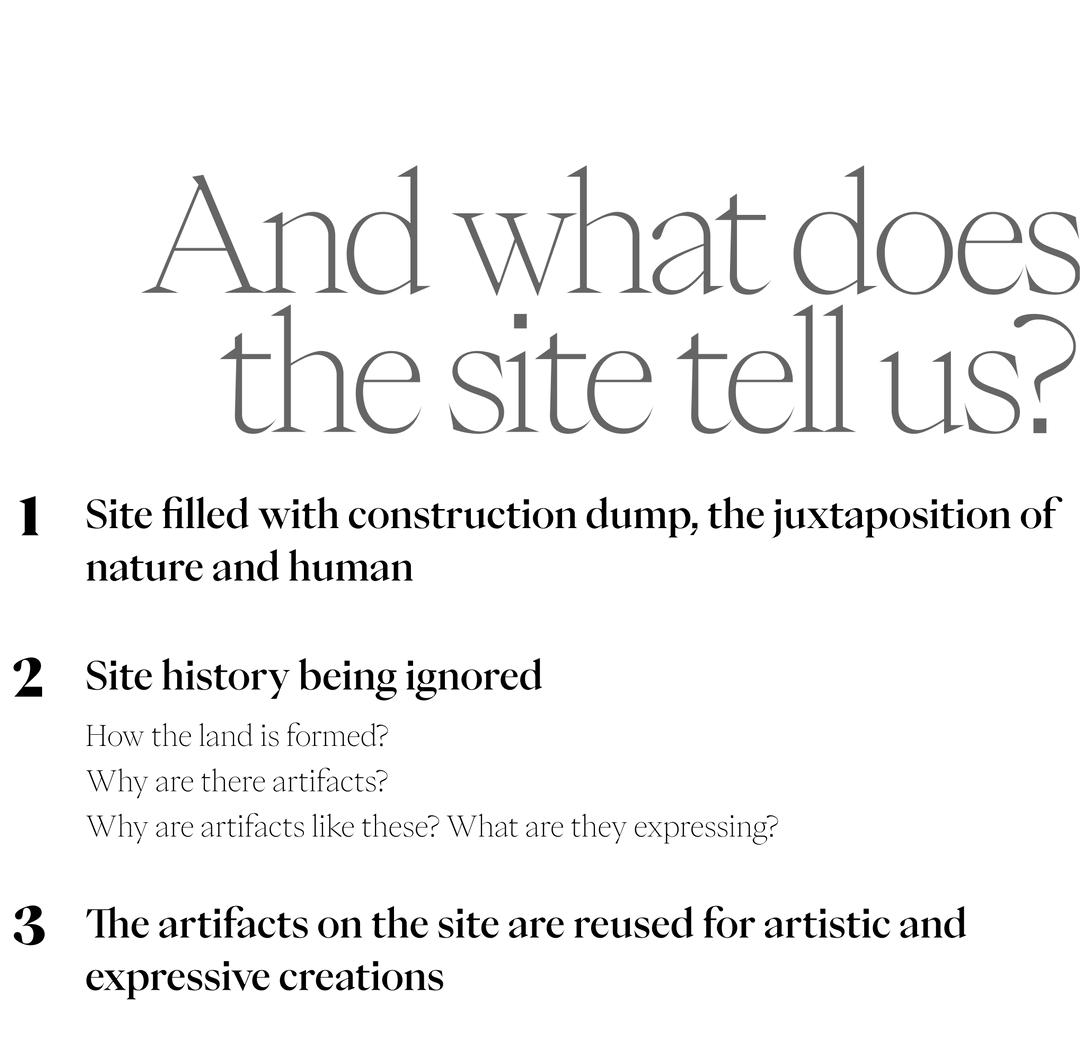 And what does
the site tell us?
1 Site filled with construction dump, the juxtaposition of
nature and human
2 Site history being ignored
How the land is formed?
Why are there artifacts?
Why are artifacts like these? What are they expressing?
3 The artifacts on the site are reused for artistic and
expressive creations